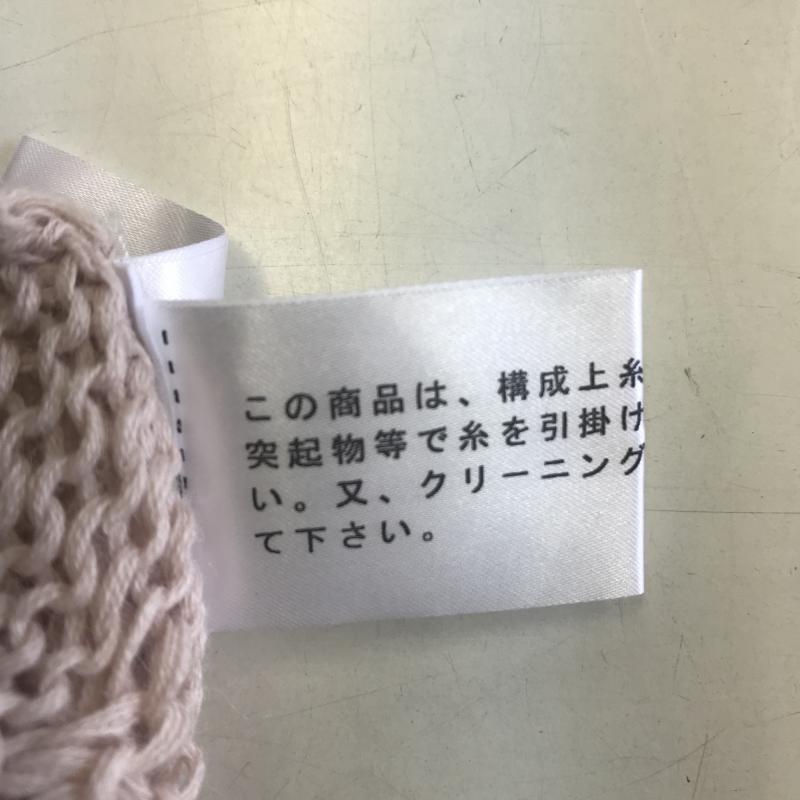 この商品は、構成上糸
突起物等で糸を引掛け
い。又、クリーニング
て下さい。